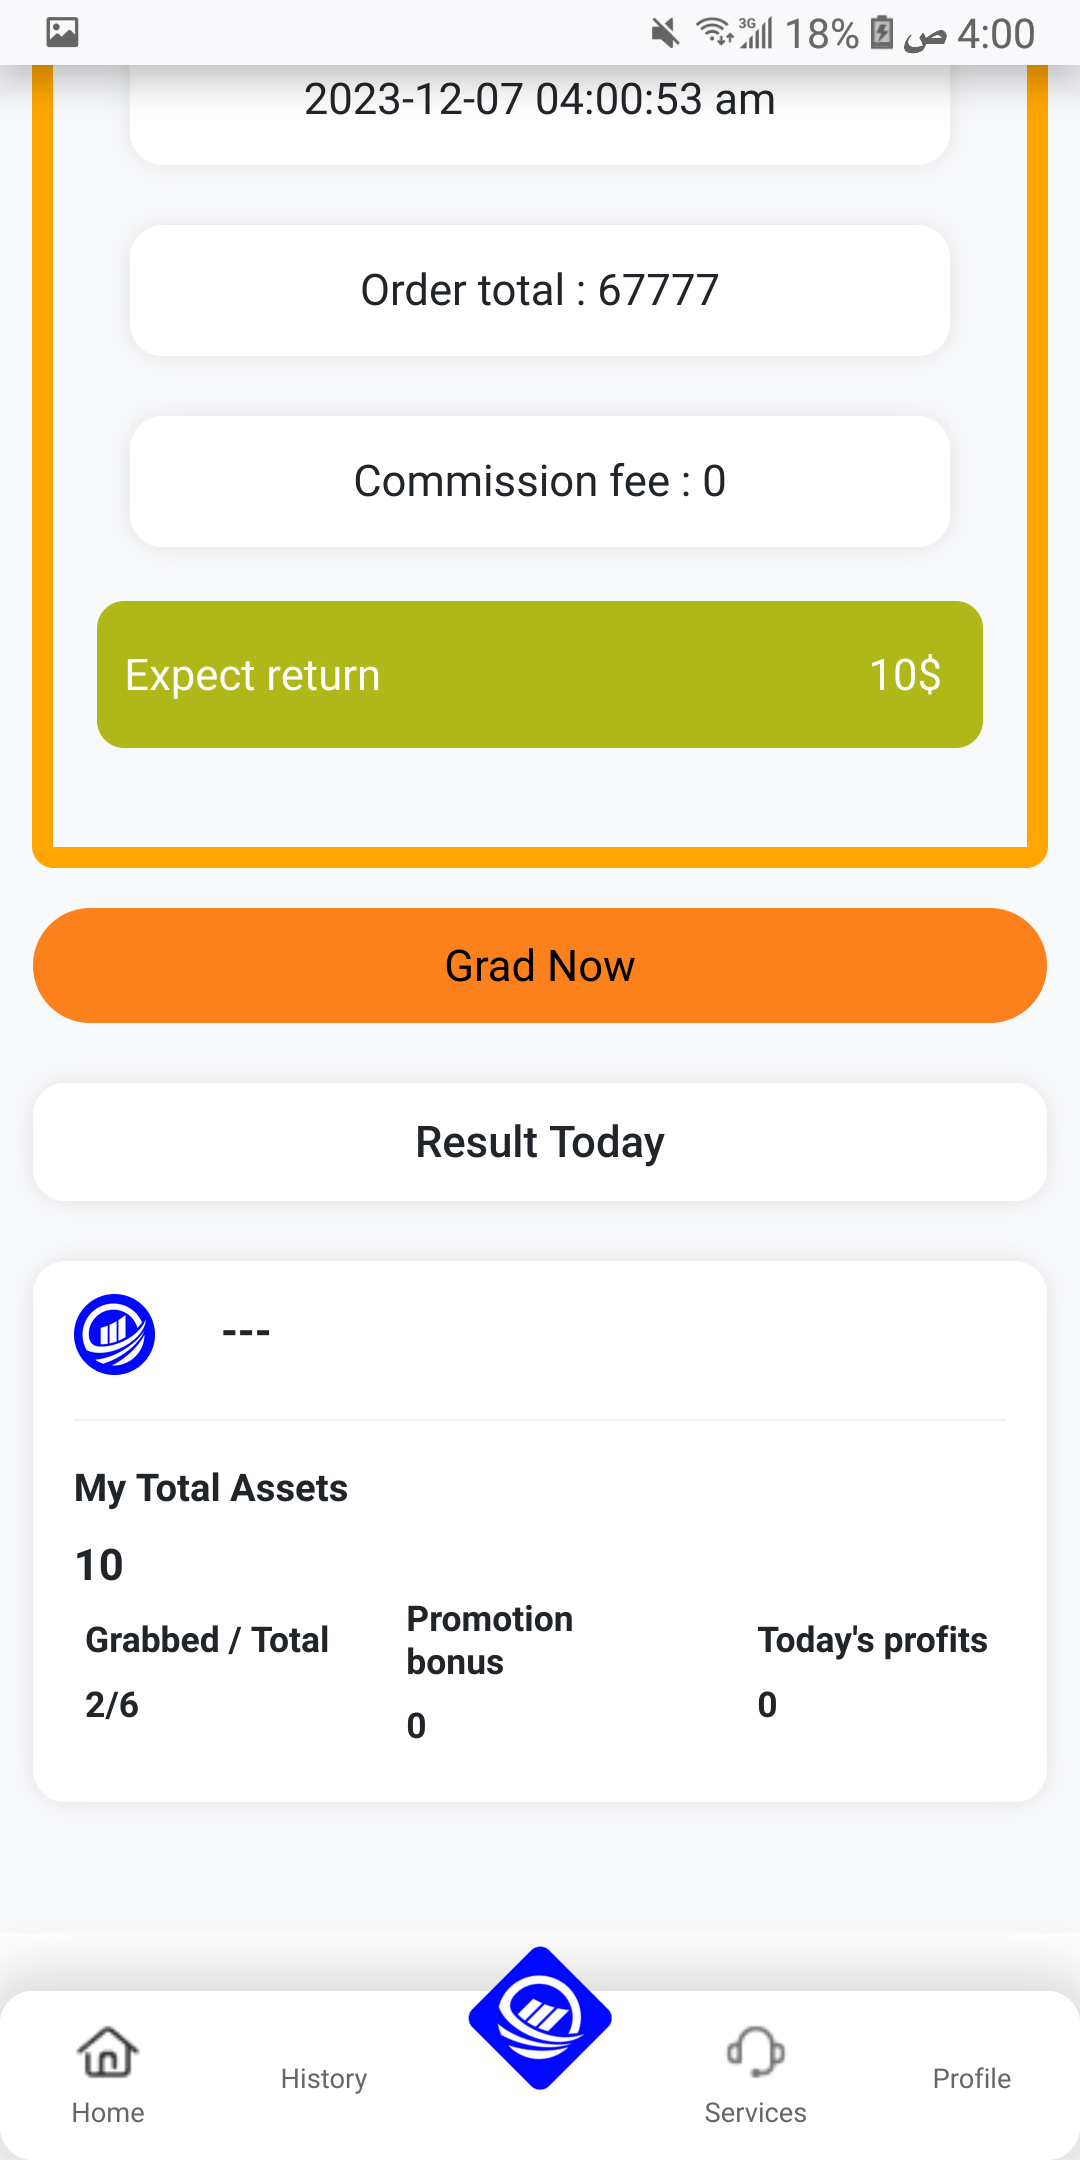 3G 18% ص 4:00
2023-12-07 04:00:53 am
Order total : 67777
Commission fee : 0
Expect return 10$
Grad Now
Result Today
---
My Total Assets
10
Grabbed / Total
2/6
Promotion
bonus
0
Today's profits
0
Home
History
Services
Profile